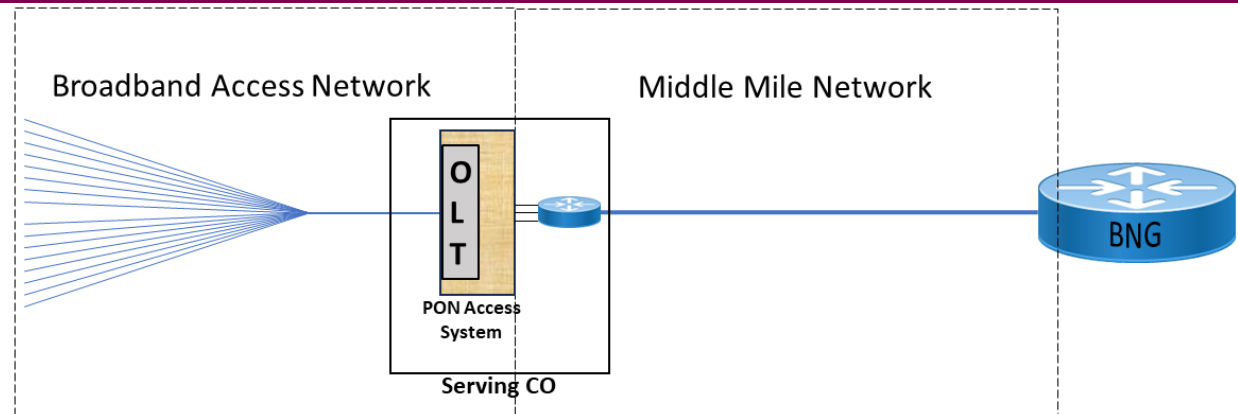 Broadband Access Network
Middle Mile Network
O
L
T
BNG
PON Access
System
Serving CO